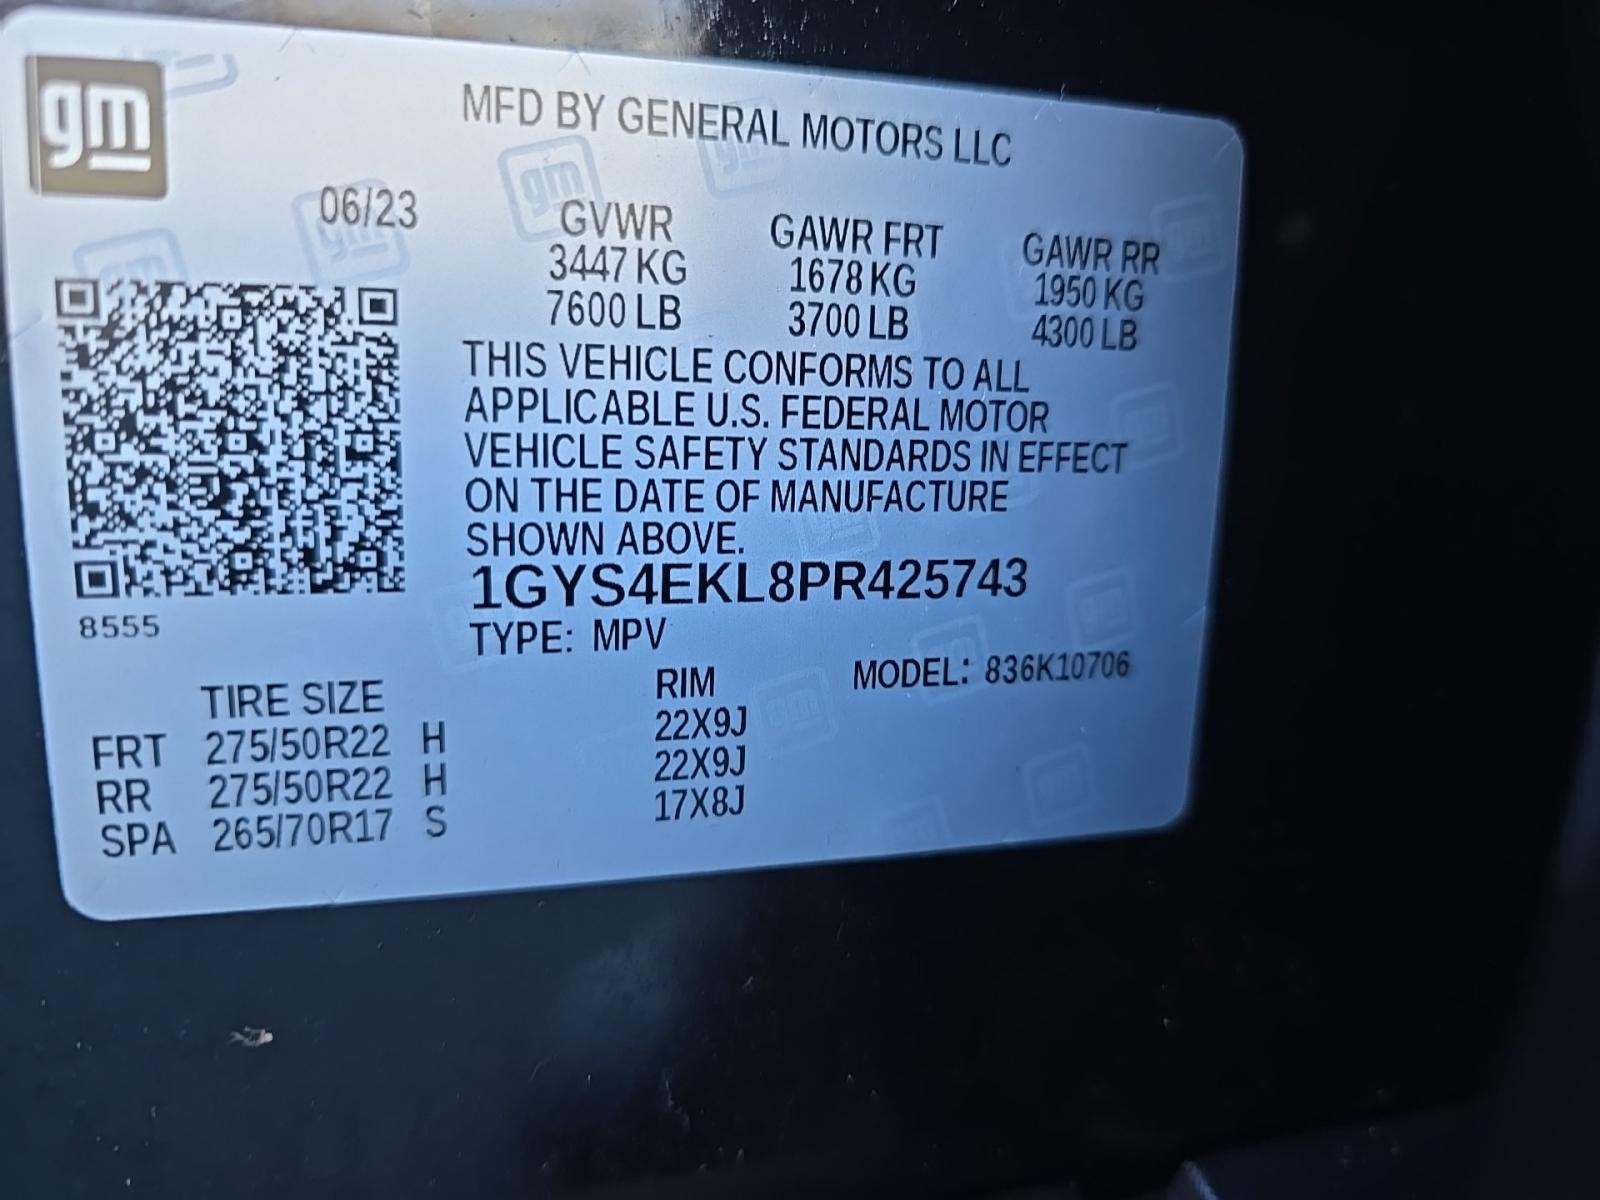 gm
MFD BY GENERAL MOTORS LLC
06/23
GVWR GAWR FRT GAWR RR
3447 KG 1678 KG 1950 KG
7600 LB 3700 LB 4300 LB
THIS VEHICLE CONFORMS TO ALL
APPLICABLE U.S. FEDERAL MOTOR
VEHICLE SAFETY STANDARDS IN EFFECT
ON THE DATE OF MANUFACTURE
SHOWN ABOVE.
1GYS4EKL8PR425743
8555
TYPE: MPV
MODEL: 836K10706
TIRE SIZE RIM
FRT 275/50R22 H 22X9J
RR 275/50R22 H 22X9J
SPA 265/70R17 S 17X8J